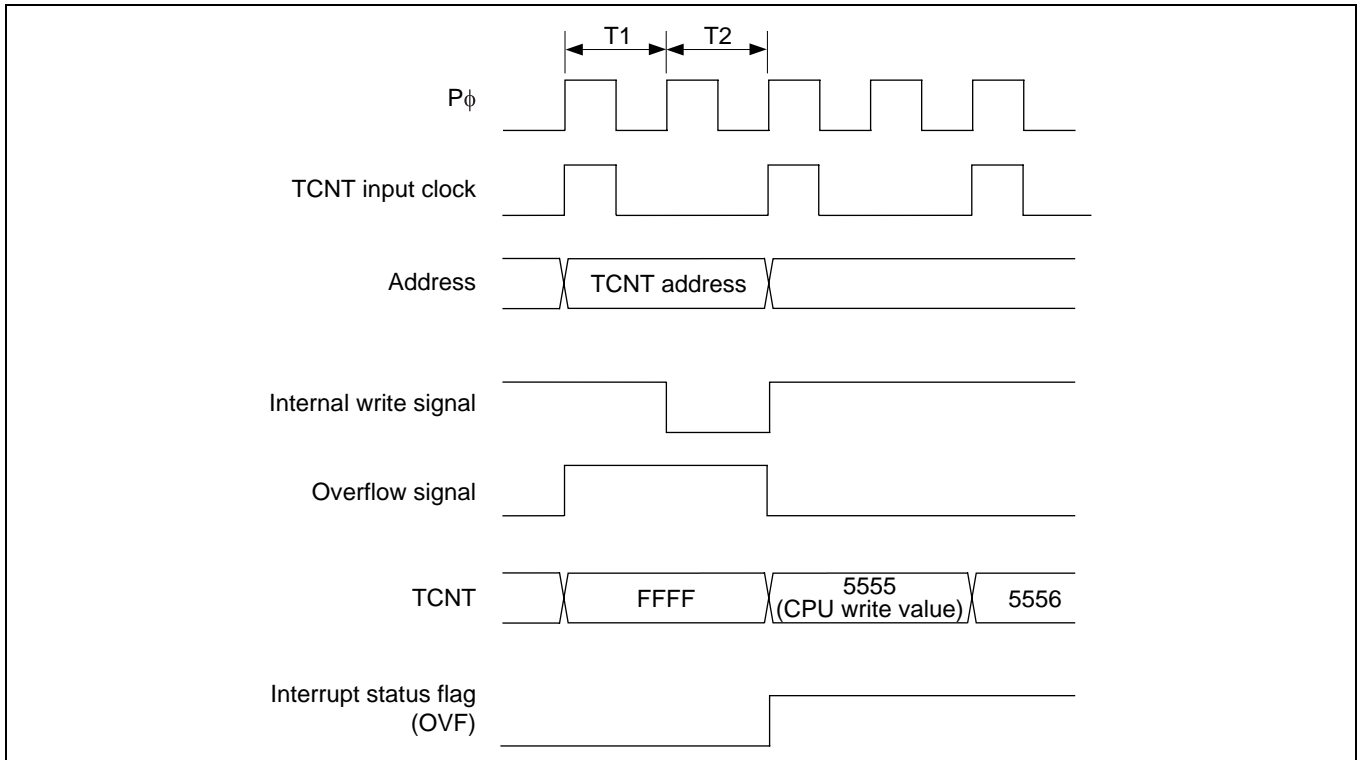 T1 T2
Pϕ
TCNT input clock
Address TCNT address
Internal write signal
Overflow signal
TCNT FFFF 5555 5556
(CPU write value)
Interrupt status flag
(OVF)